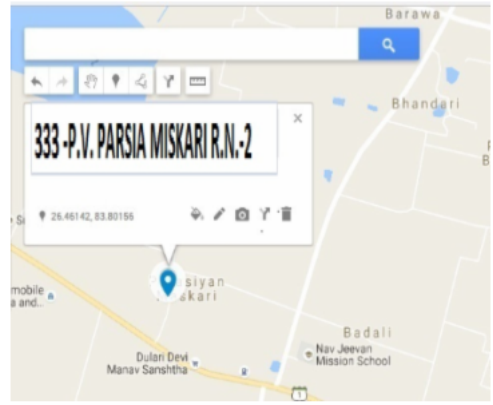 Barawa
Bhandari
333 -P.V. PARSIA MISKARI R.N.-2
26.46142, 83.80156
siyan
skari
mobile
a and..
Badali
Nav Jeevan
Mission School
Dulari Devi
Manav Sanshtha
1